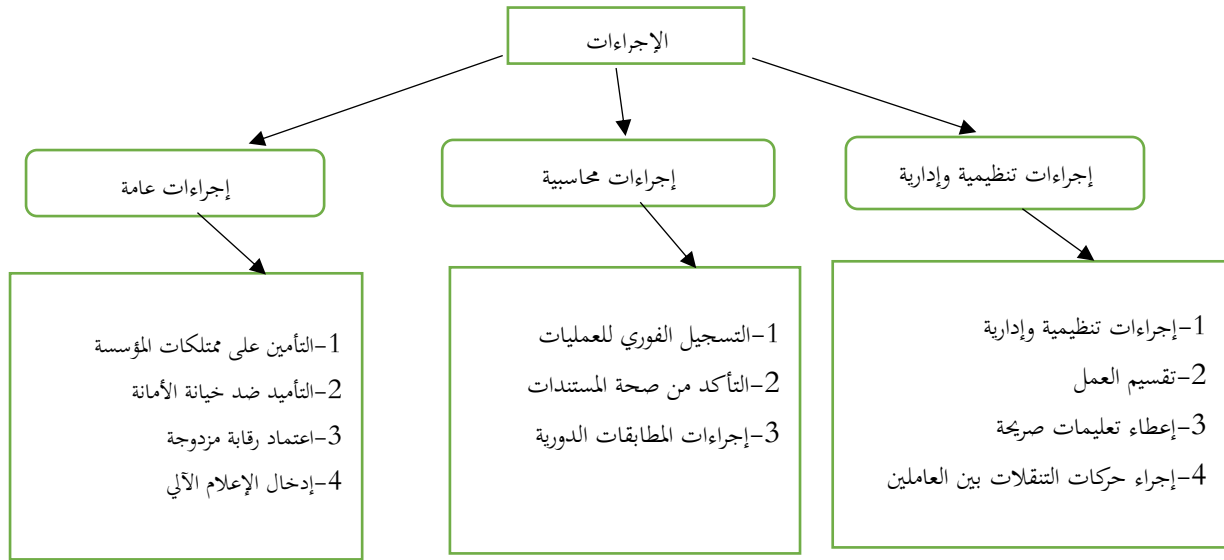 الإجراءات
إجراءات تنظيمية وإدارية
إجراءات محاسبية
إجراءات عامة
1-إجراءات تنظيمية وإدارية
2-تقسيم العمل
3-إعطاء تعليمات صريحة
4-إجراء حركات التنقلات بين العاملين
1-التسجيل الفوري للعمليات
2-التأكد من صحة المستندات
3-إجراءات المطابقات الدورية
1-التأمين على ممتلكات المؤسسة
2-التأميد ضد خيانة الأمانة
3-اعتماد رقابة مزدوجة
4-إدخال الإعلام الآلي